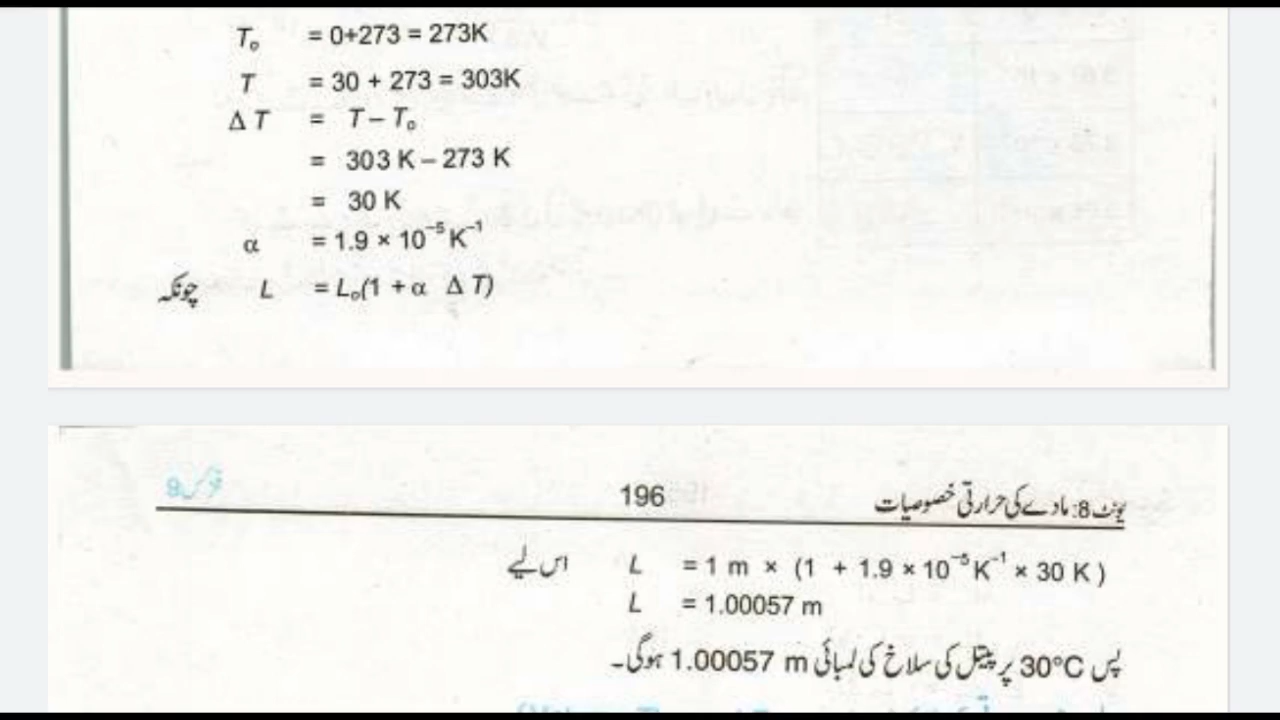 T₀ = 0+273 = 273K
T = 30 + 273 = 303K
Δ T = T – T₀
= 303 K – 273 K
= 30 K
α = 1.9 × 10⁻⁵ K⁻¹
چونکہ L = L₀(1 + α Δ T)
یونٹ 8: مادے کی حرارتی خصوصیات 196 فزکس 9
اس لیے L = 1 m × (1 + 1.9 × 10⁻⁵ K⁻¹ × 30 K )
L = 1.00057 m
پس 30°C پر پیتل کی سلاخ کی لمبائی 1.00057 m ہوگی۔